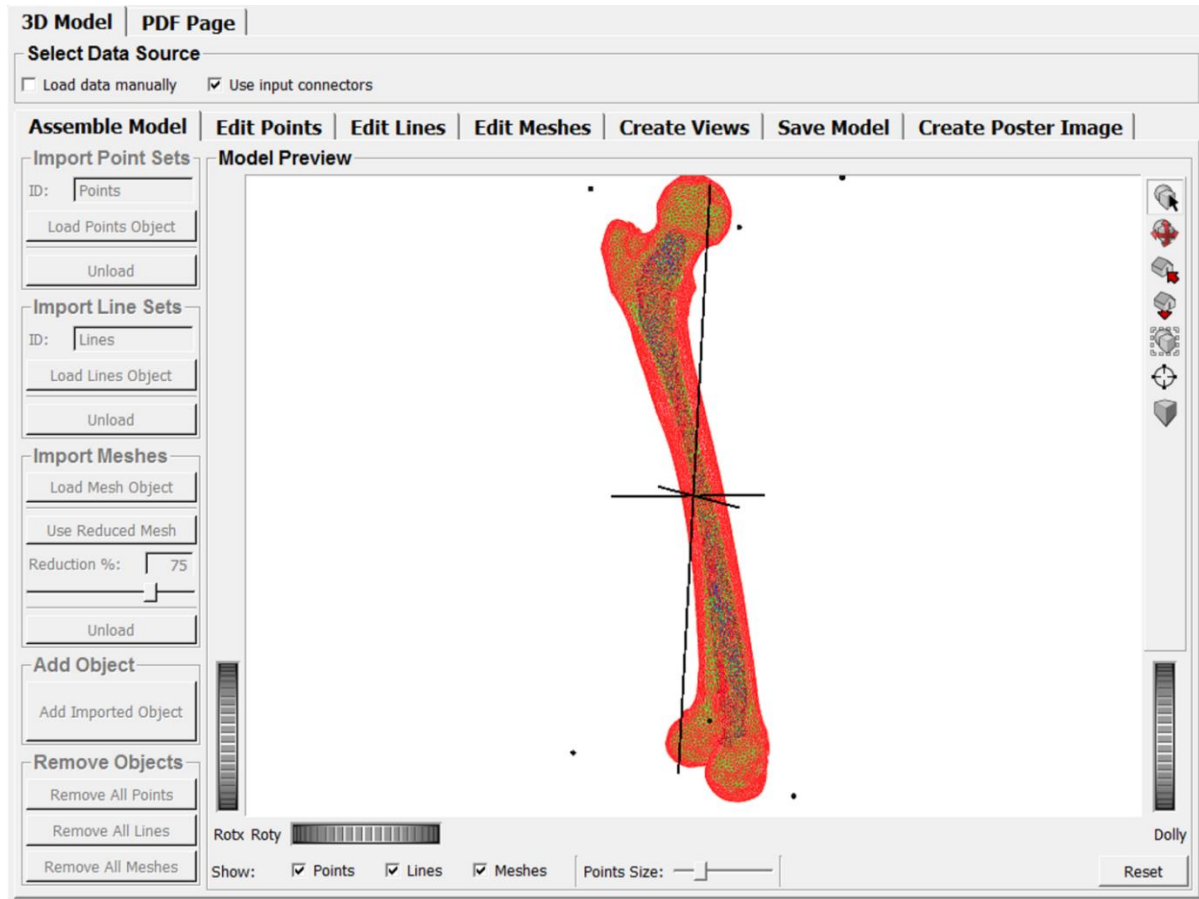 3D Model PDF Page
Select Data Source
Load data manually Use input connectors
Assemble Model Edit Points Edit Lines Edit Meshes Create Views Save Model Create Poster Image
Import Point Sets
Model Preview
ID: Points
Load Points Object
Unload
Import Line Sets
ID: Lines
Load Lines Object
Unload
Import Meshes
Load Mesh Object
Use Reduced Mesh
Reduction %: 75
Unload
Add Object
Add Imported Object
Remove Objects
Remove All Points
Remove All Lines
Remove All Meshes
Rotx Roty
Dolly
Show: Points Lines Meshes Points Size:
Reset